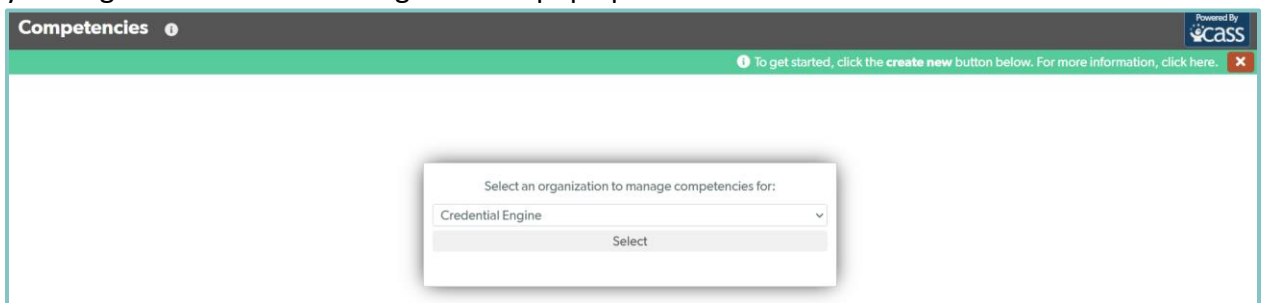 Competencies
Powered By
cass
To get started, click the create new button below. For more information, click here.
Select an organization to manage competencies for:
Credential Engine
Select